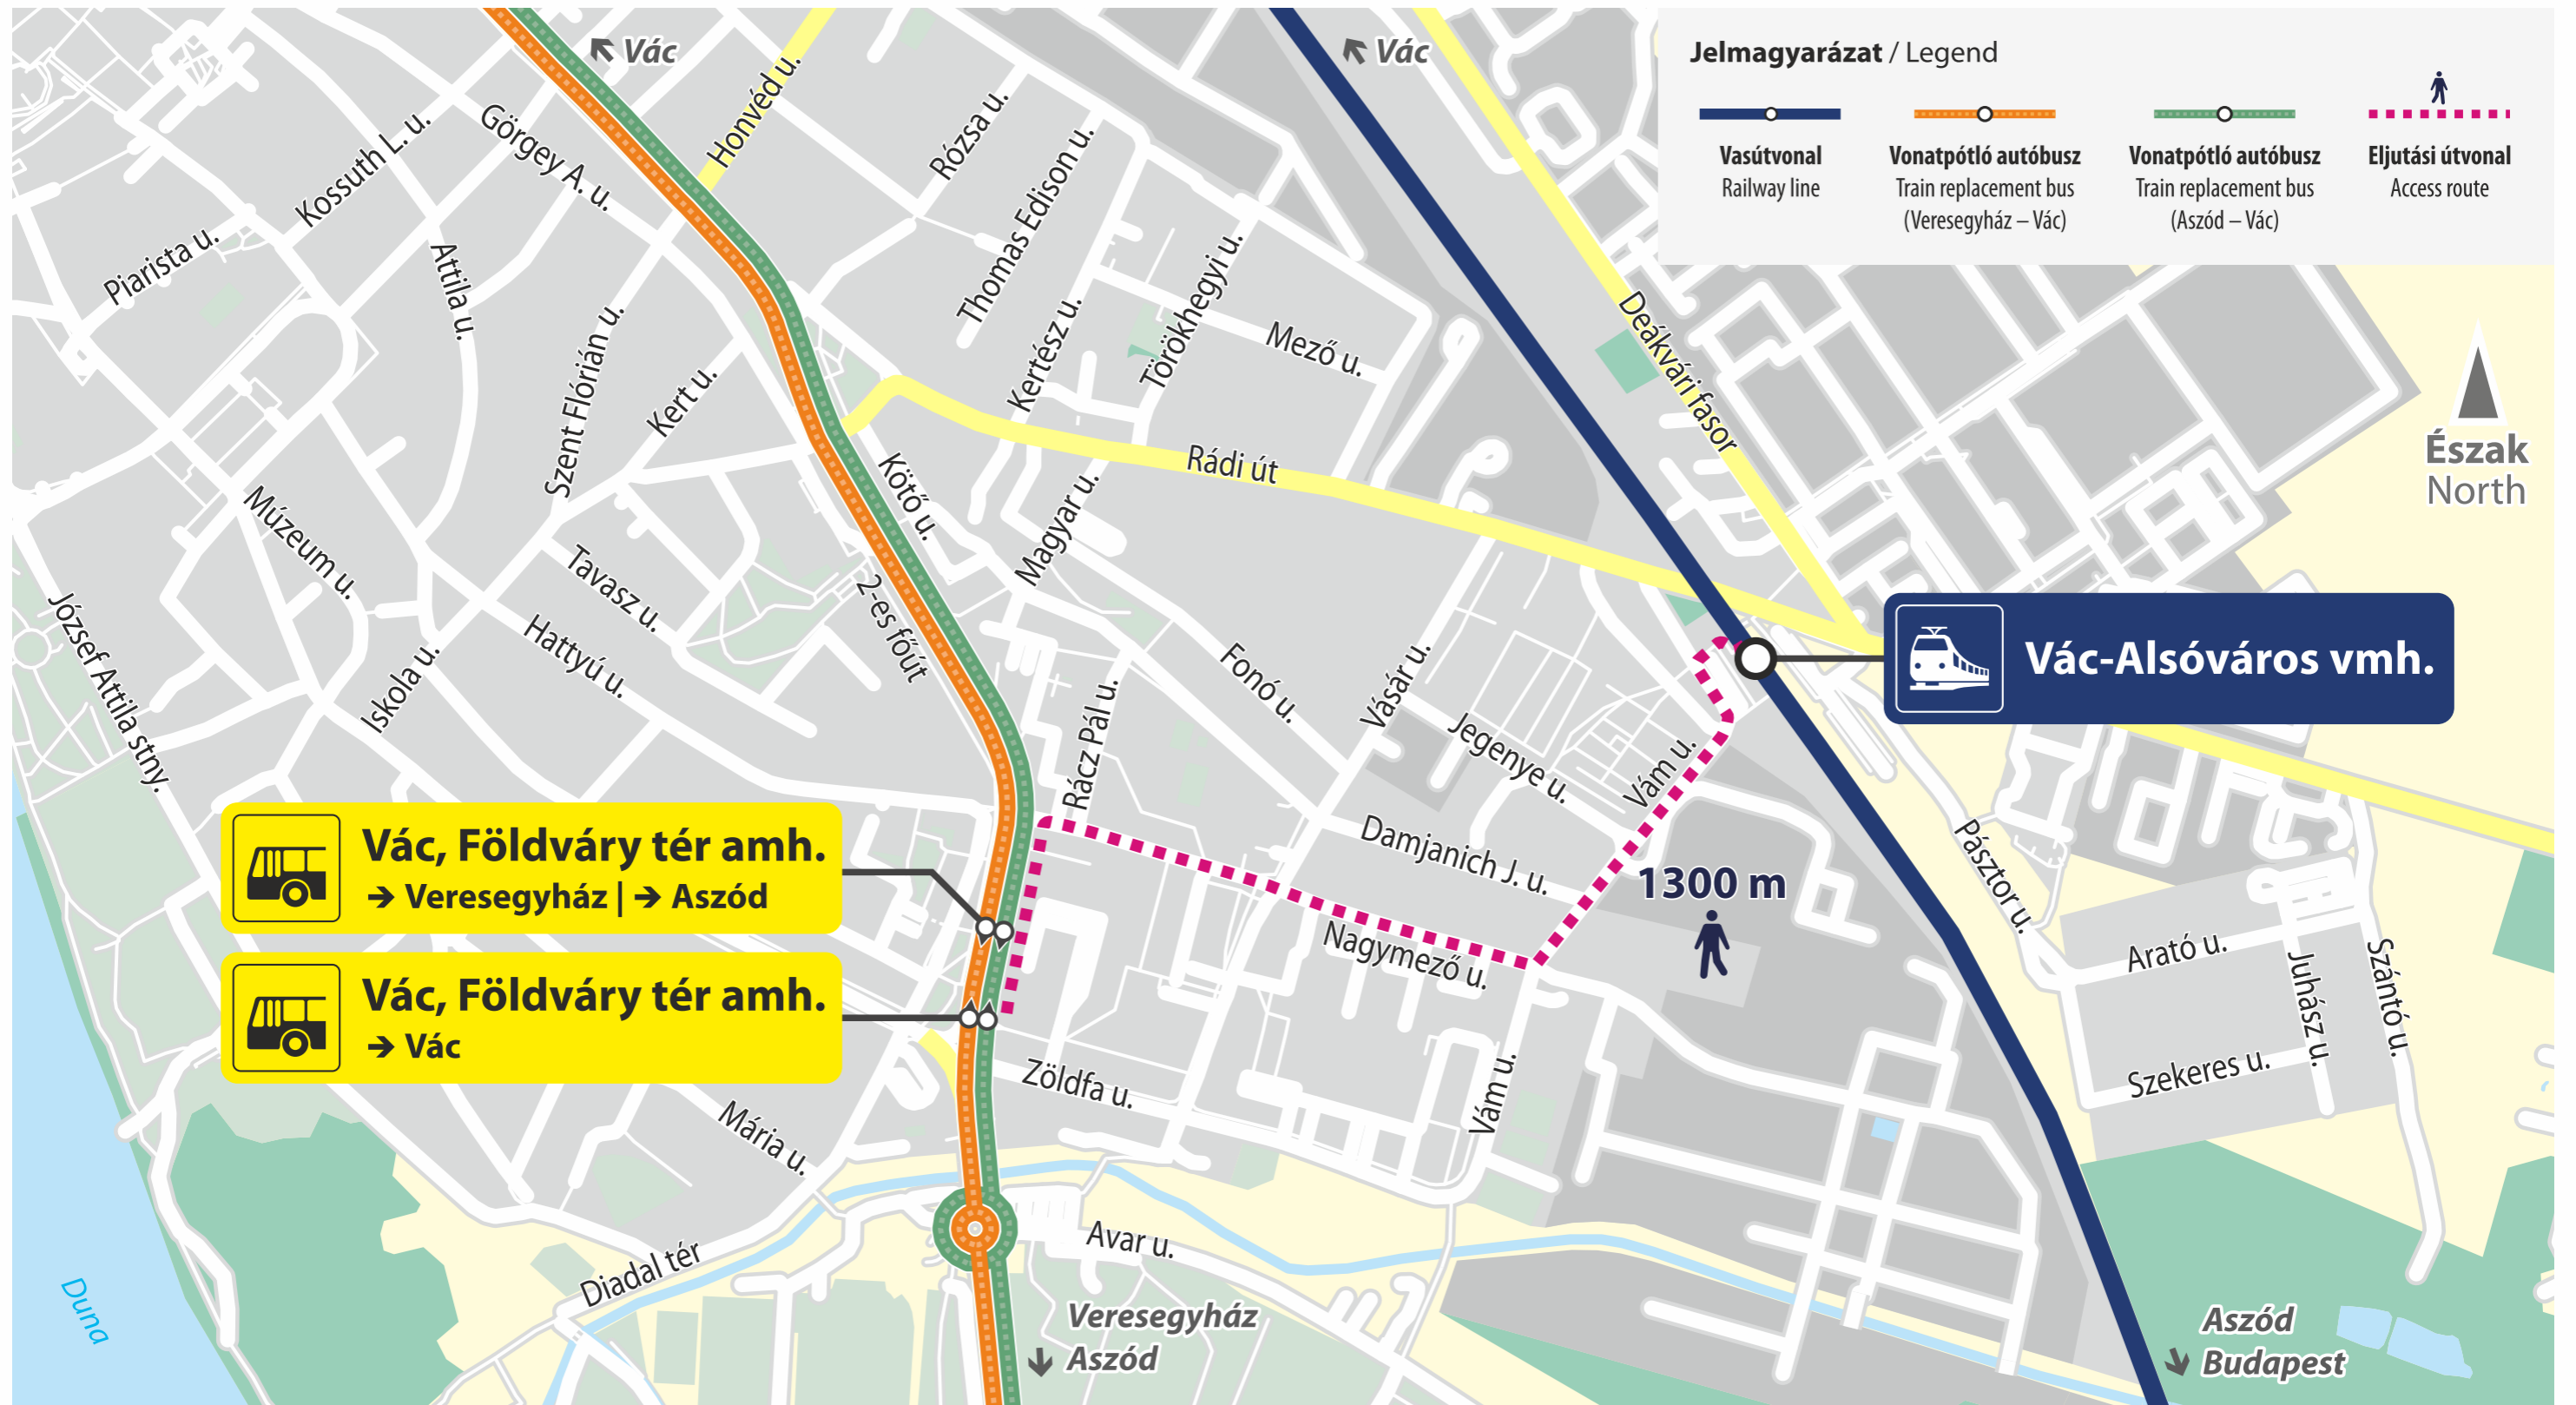 Vác
Vác
Jelmagyarázat / Legend
Vasútvonal
Railway line
Vonatpótló autóbusz
Train replacement bus
(Veresegyház – Vác)
Vonatpótló autóbusz
Train replacement bus
(Aszód – Vác)
Eljutási útvonal
Access route
Észak
North
Honvéd u.
Rózsa u.
Kossuth L. u.
Görgey A. u.
Thomas Edison u.
Piarista u.
Attila u.
Törökhegyi u.
Szent Flórián u.
Kertész u.
Mező u.
Deákvári fasor
Kert u.
Rádi út
Kötő u.
Magyar u.
Múzeum u.
Tavasz u.
2-es főút
József Attila stny.
Hattyú u.
Iskola u.
Fonó u.
Vásár u.
Rácz Pál u.
Jegenye u.
Vám u.
Vác-Alsóváros vmh.
Vác, Földváry tér amh.
→ Veresegyház | → Aszód
Vác, Földváry tér amh.
→ Vác
Damjanich J. u.
1300 m
Nagymező u.
Pásztor u.
Arató u.
Juhász u.
Szántó u.
Szekeres u.
Zöldfa u.
Vám u.
Mária u.
Diadal tér
Avar u.
Duna
Veresegyház
Aszód
Aszód
Budapest